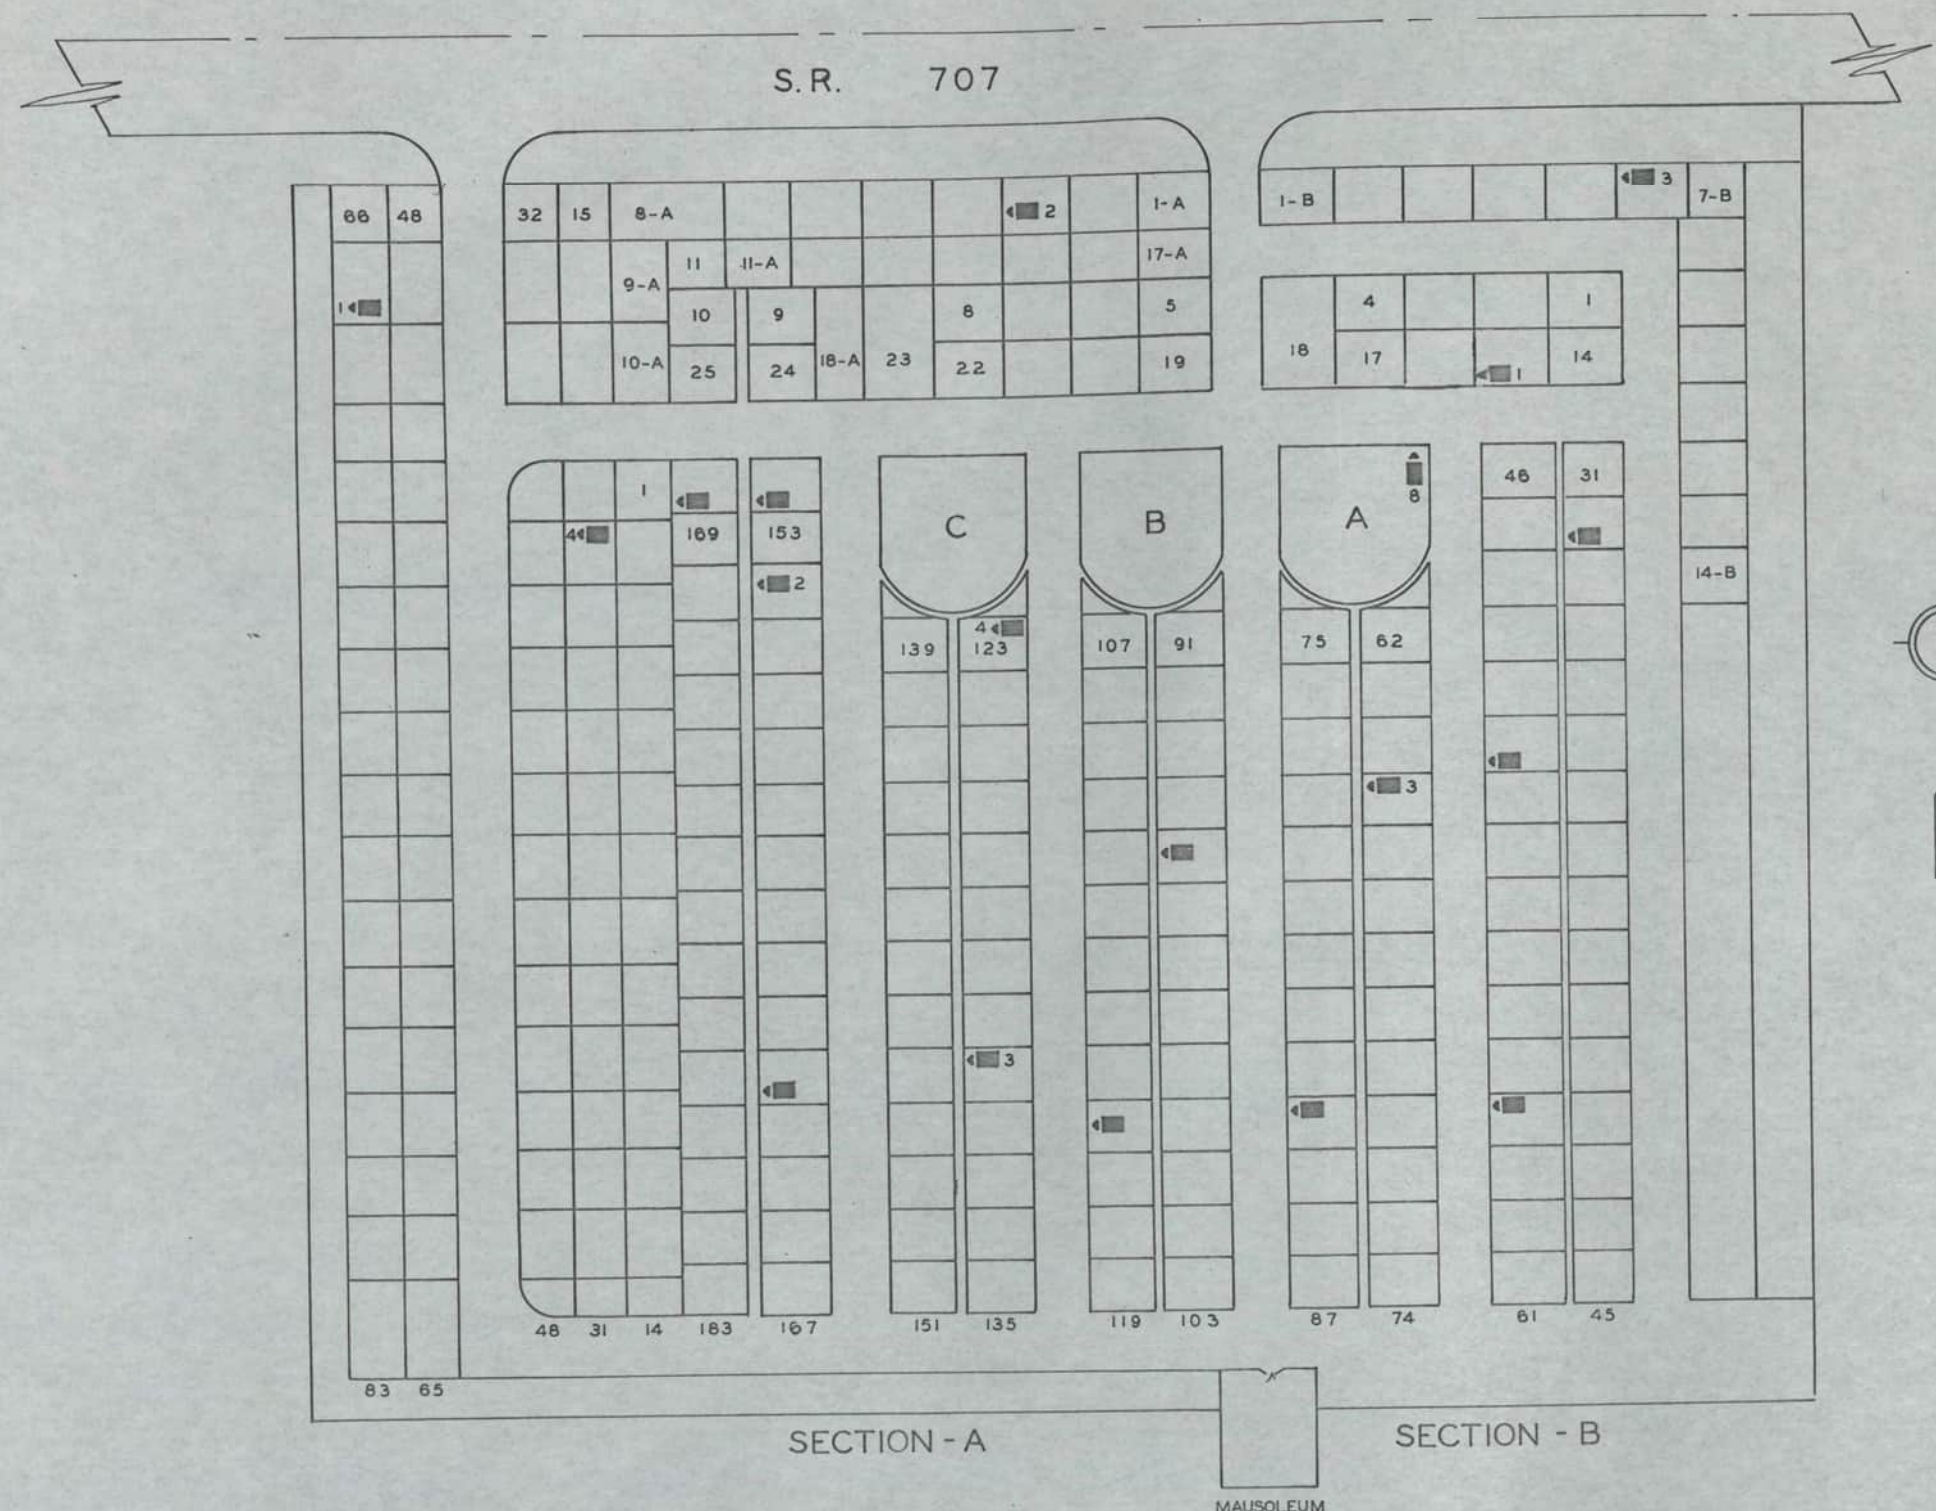 S.R. 707
66 48
32 15 8-A 2 1-A
1-B 3 7-B
11 11-A 17-A
9-A
1
10 9 8 5
4 1
10-A 25 24 18-A 23 22 19
18 17 1 14
1
46 31
8
4 169 153
C B A
2
14-B
4
139 123 107 91 75 62
3
3
48 31 14 183 167 151 135 119 103 87 74 61 45
83 65
SECTION - A
SECTION - B
MAUSOLEUM